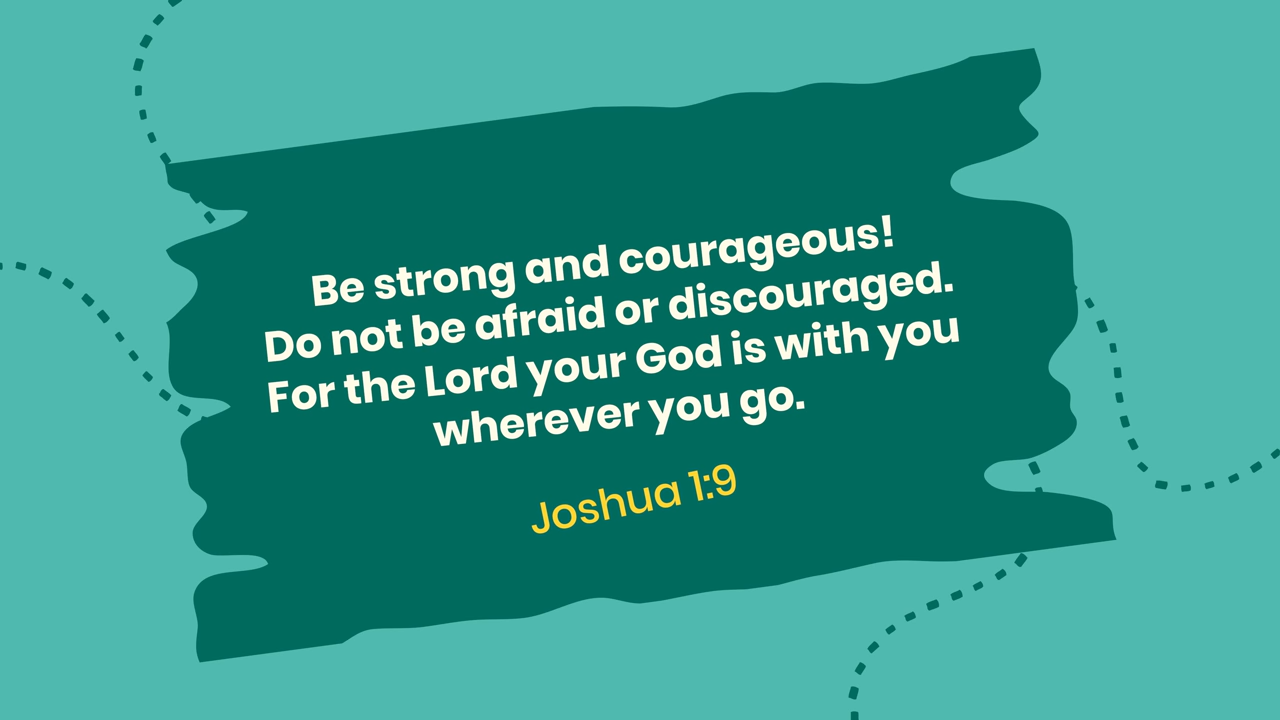 Be strong and courageous!
Do not be afraid or discouraged.
For the Lord your God is with you
wherever you go.
Joshua 1:9